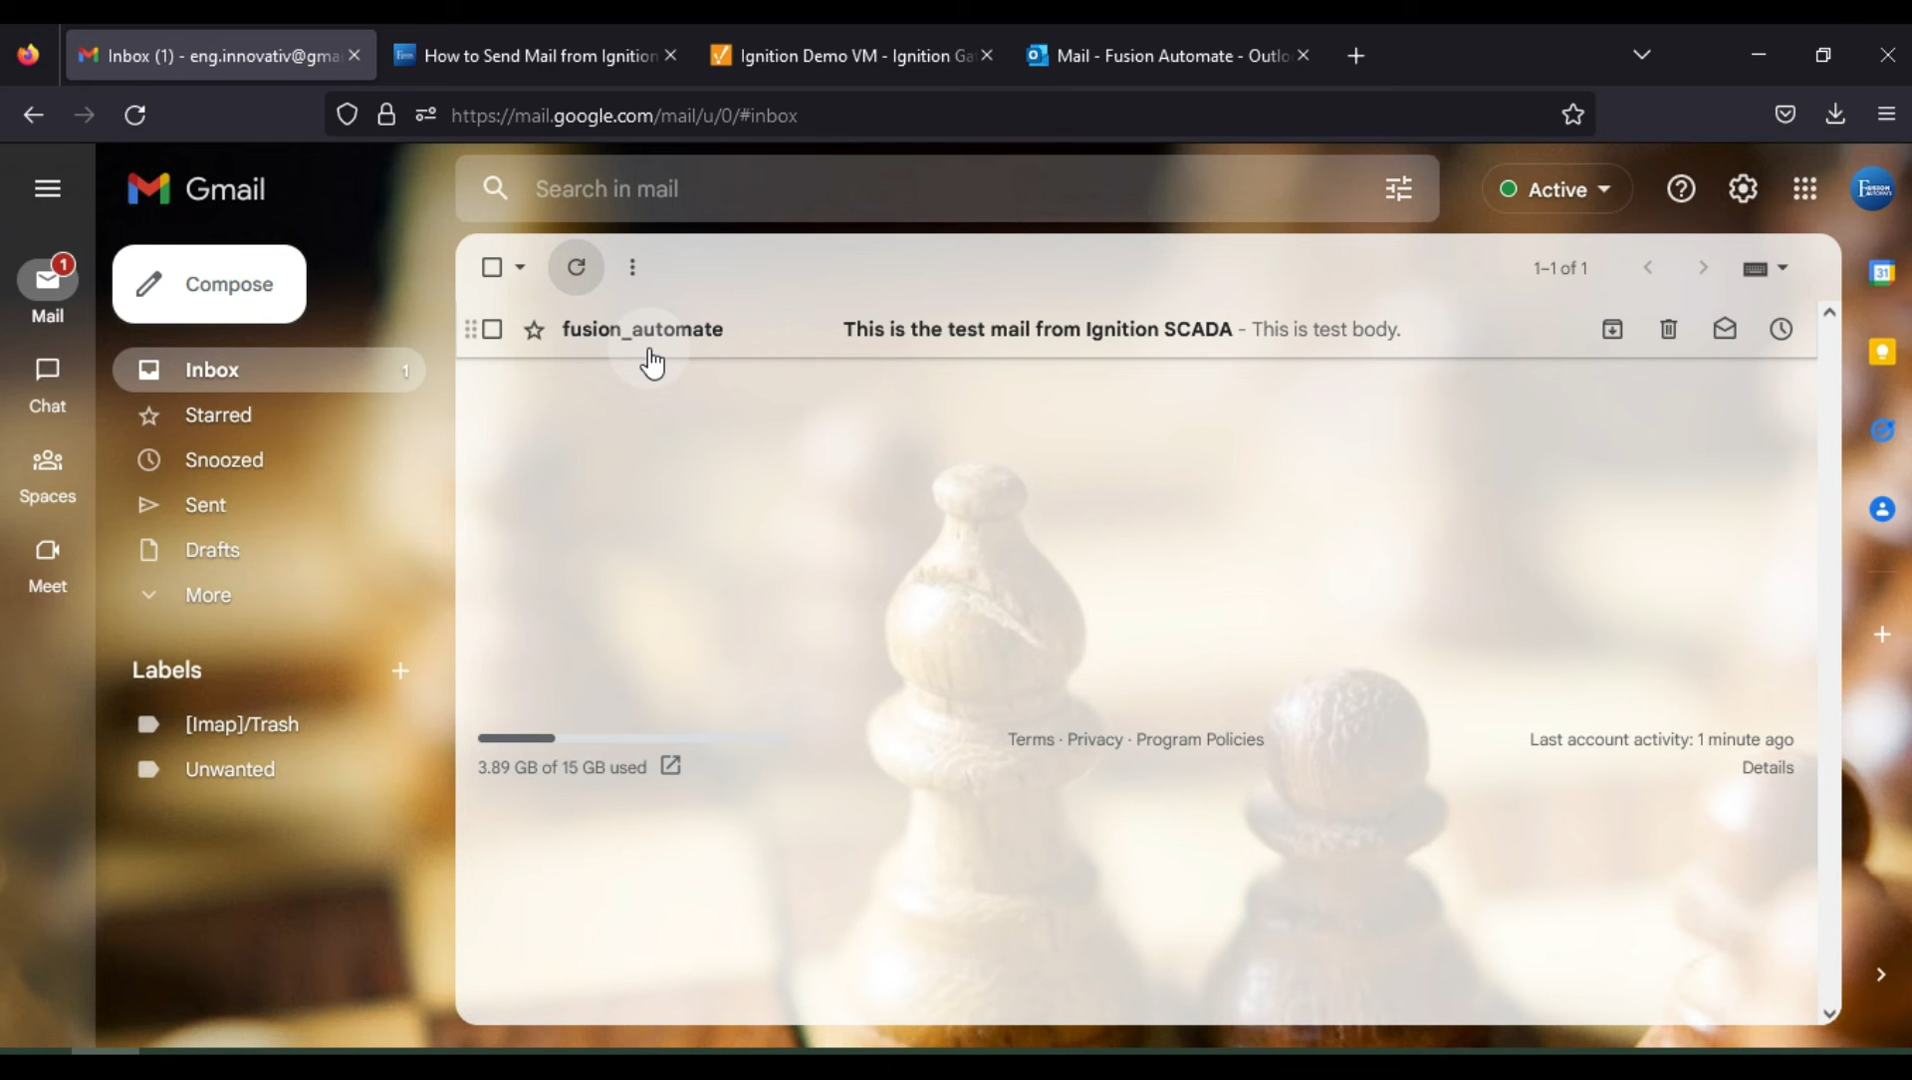 Inbox (1) - eng.innovativ@gmai
How to Send Mail from Ignition
Ignition Demo VM - Ignition Ga
Mail - Fusion Automate - Outlo
https://mail.google.com/mail/u/0/#inbox
Gmail
Search in mail
Active
FUSION
AUTOMATE
1
Mail
Compose
1–1 of 1
31
fusion_automate This is the test mail from Ignition SCADA - This is test body.
Inbox 1
Chat
Starred
Snoozed
Spaces
Sent
Drafts
Meet
More
Labels
[Imap]/Trash
Unwanted
Terms · Privacy · Program Policies
3.89 GB of 15 GB used
Last account activity: 1 minute ago
Details